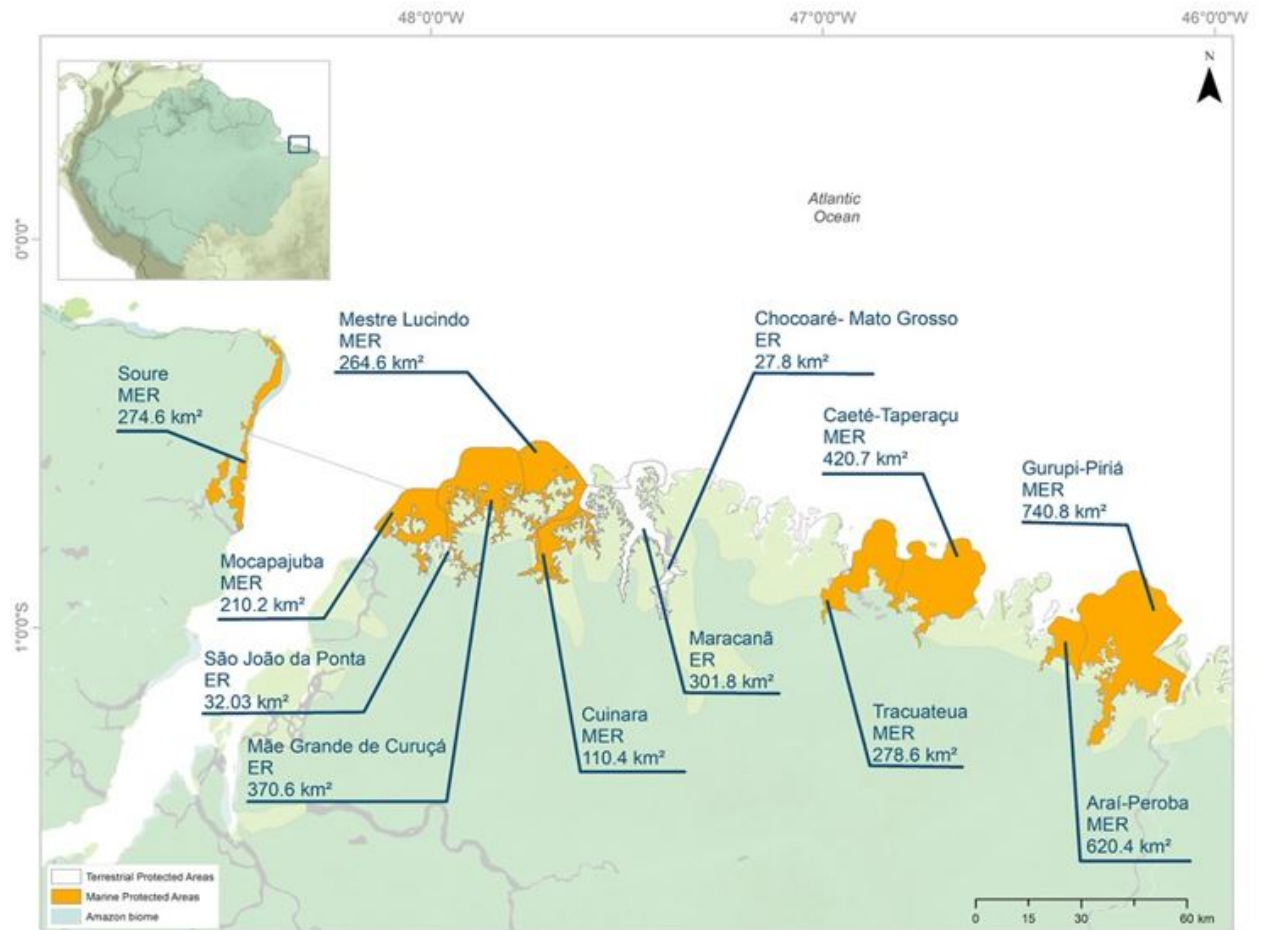 48°0'0"W
47°0'0"W
46°0'0"W
N
Atlantic
Ocean
0°0'0"
Mestre Lucindo
MER
264.6 km²
Chocoaré- Mato Grosso
ER
27.8 km²
Soure
MER
274.6 km²
Caeté-Taperaçu
MER
420.7 km²
Gurupi-Piriá
MER
740.8 km²
Mocapajuba
MER
210.2 km²
1°0'0"S
São João da Ponta
ER
32.03 km²
Maracanã
ER
301.8 km²
Mãe Grande de Curuçá
ER
370.6 km²
Cuinara
MER
110.4 km²
Tracuateua
MER
278.6 km²
Araí-Peroba
MER
620.4 km²
Terrestrial Protected Areas
Marine Protected Areas
Amazon biome
0 15 30 60 km